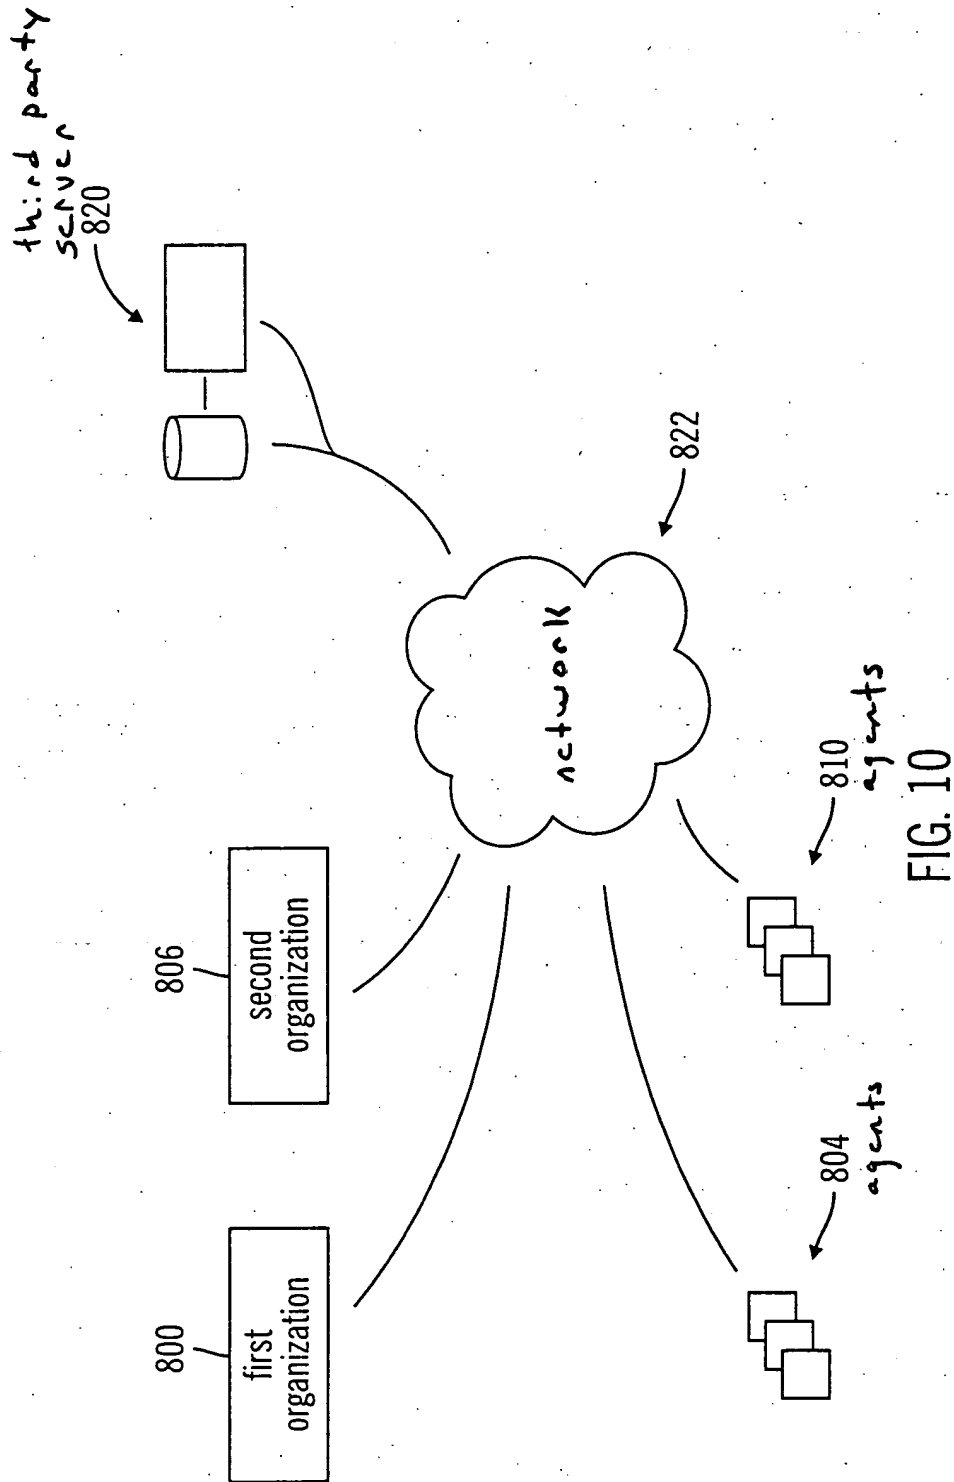 third party
server
820
806
second
organization
800
first
organization
network
822
810
agents
804
agents
FIG. 10